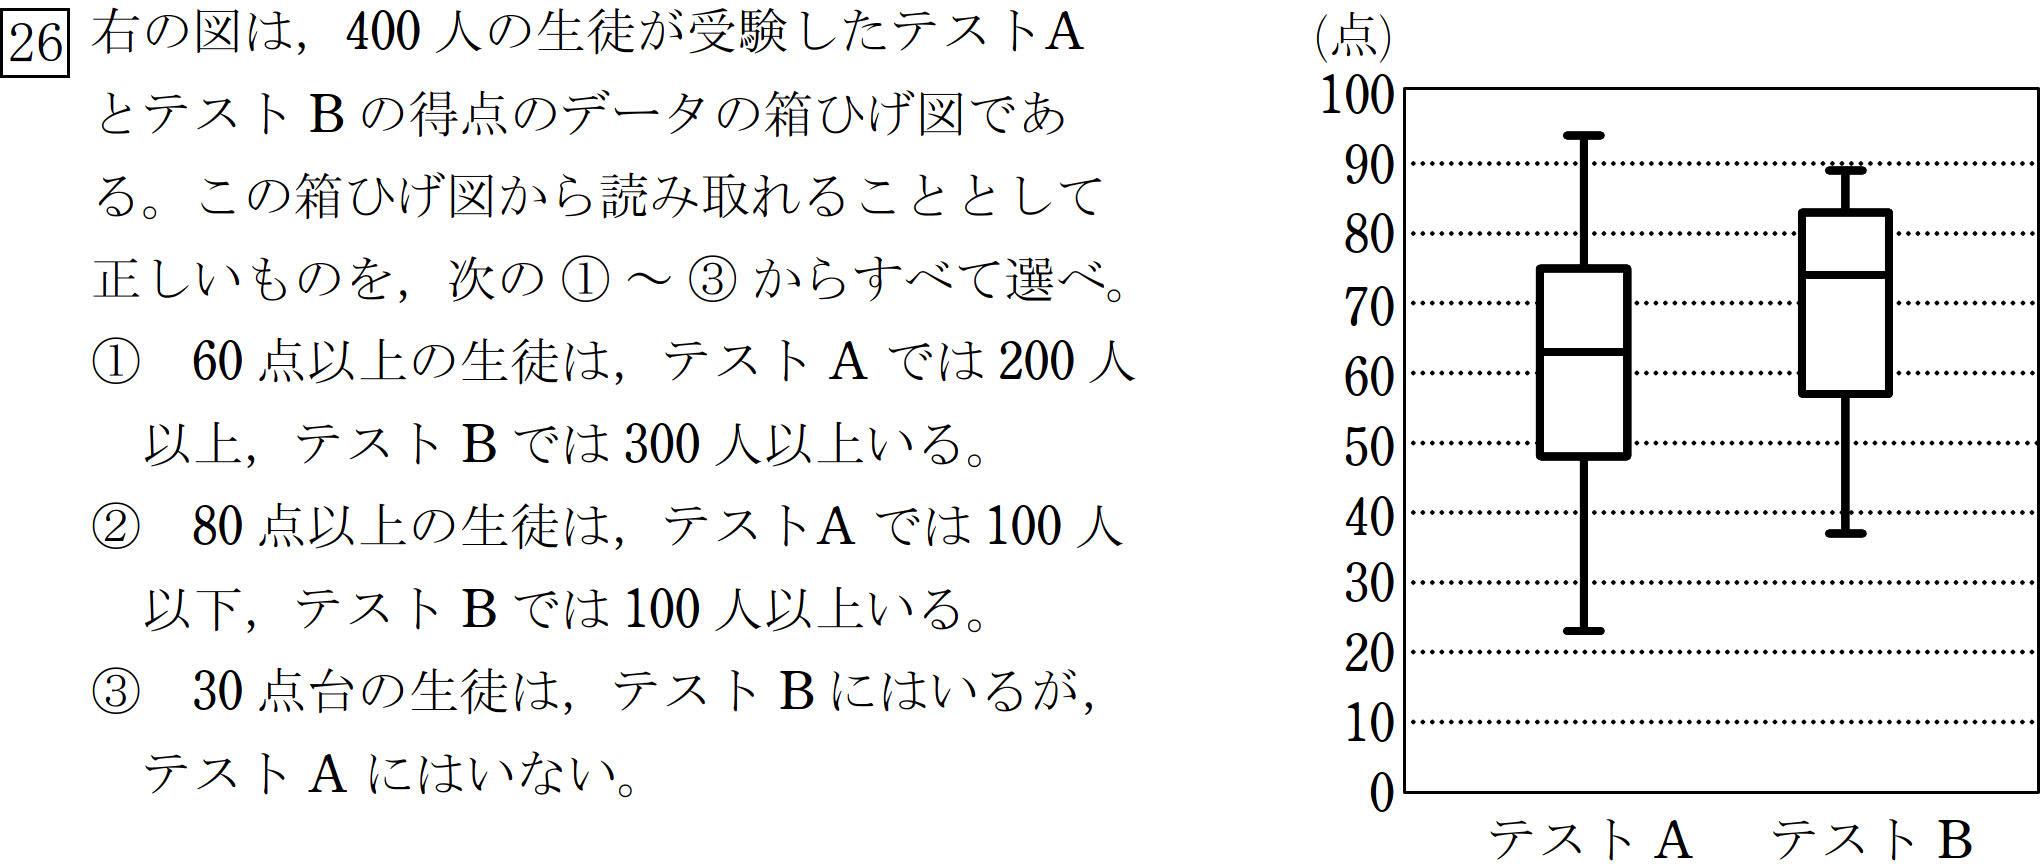 26 右の図は，400 人の生徒が受験したテストA
とテスト B の得点のデータの箱ひげ図であ
る。この箱ひげ図から読み取れることとして
正しいものを，次の ① ～ ③ からすべて選べ。
① 60 点以上の生徒は，テスト A では 200 人
以上，テスト B では 300 人以上いる。
② 80 点以上の生徒は，テストA では 100 人
以下，テスト B では 100 人以上いる。
③ 30 点台の生徒は，テスト B にはいるが，
テスト A にはいない。
(点)
100
90
80
70
60
50
40
30
20
10
0
テスト A テスト B